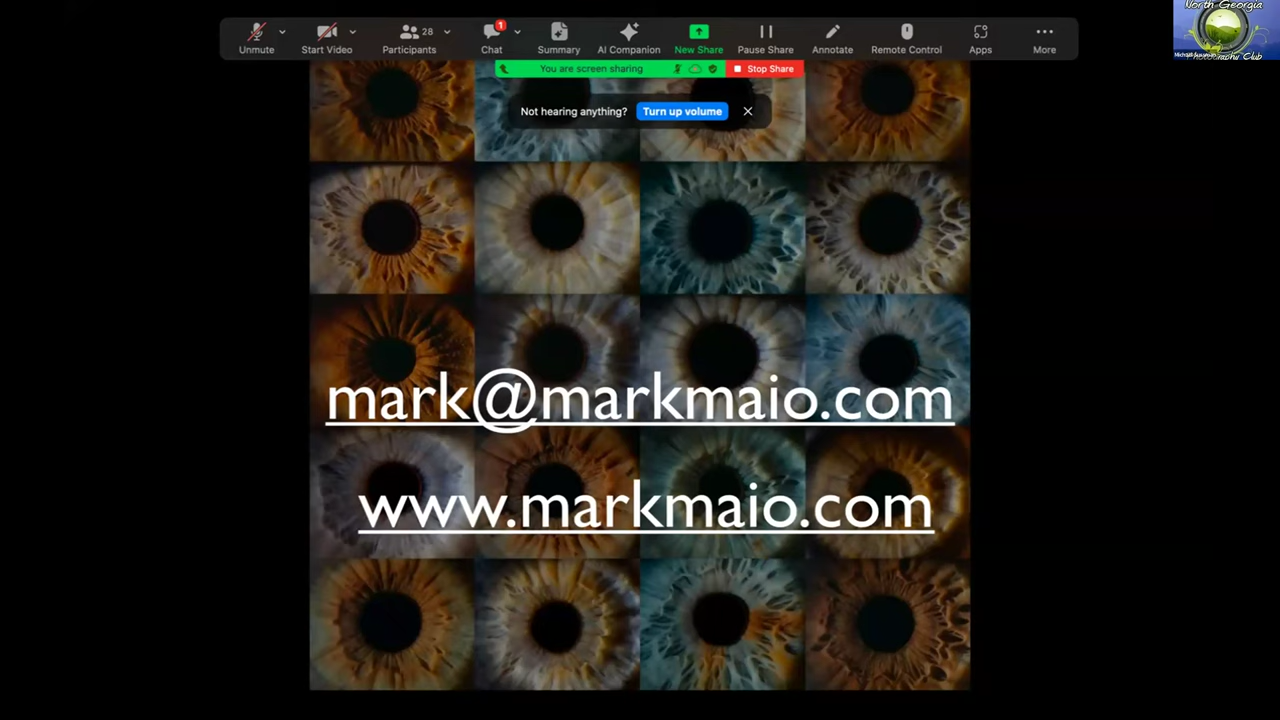 North Georgia
Photography Club
28
1
Unmute
Start Video
Participants
Chat
Summary
AI Companion
New Share
Pause Share
Annotate
Remote Control
Apps
More
You are screen sharing
Stop Share
Not hearing anything?
Turn up volume
mark@markmaio.com
www.markmaio.com